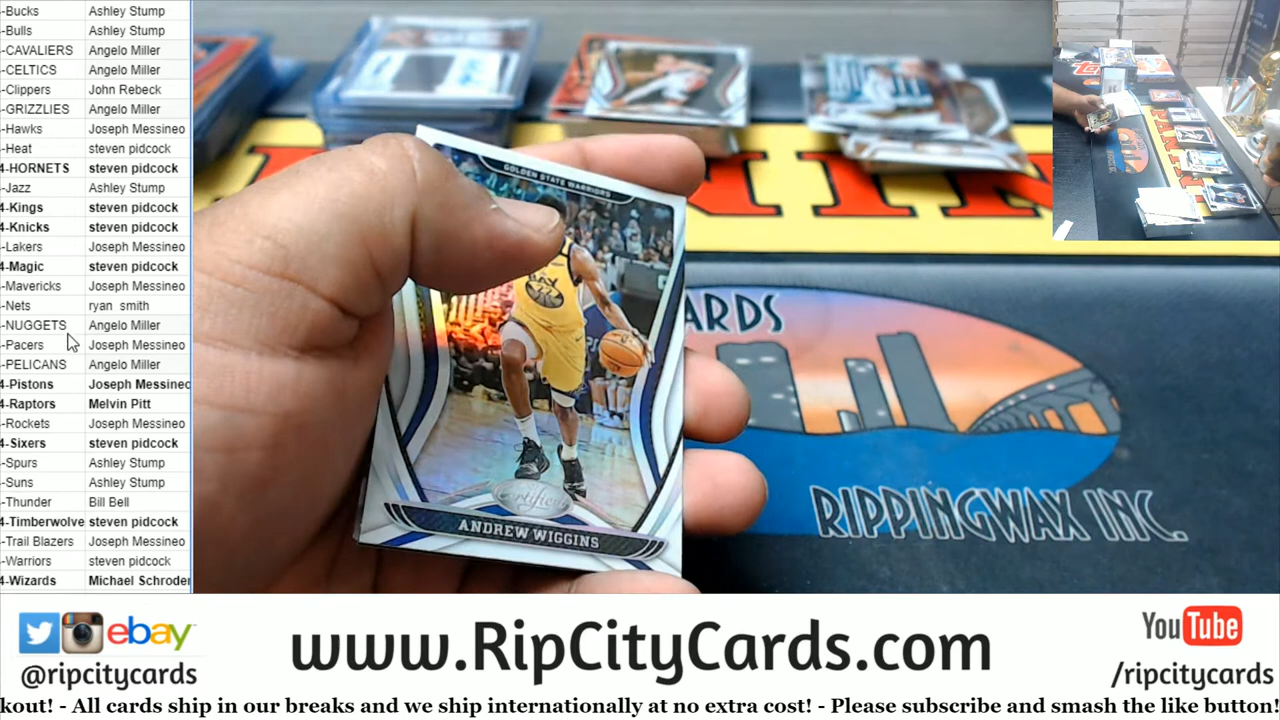 -Bucks Ashley Stump
-Bulls Ashley Stump
-CAVALIERS Angelo Miller
-CELTICS Angelo Miller
-Clippers John Rebeck
-GRIZZLIES Angelo Miller
-Hawks Joseph Messineo
-Heat steven pidcock
4-HORNETS steven pidcock
-Jazz Ashley Stump
4-Kings steven pidcock
4-Knicks steven pidcock
-Lakers Joseph Messineo
4-Magic steven pidcock
-Mavericks Joseph Messineo
-Nets ryan smith
-NUGGETS Angelo Miller
-Pacers Joseph Messineo
-PELICANS Angelo Miller
4-Pistons Joseph Messineo
4-Raptors Melvin Pitt
-Rockets Joseph Messineo
4-Sixers steven pidcock
-Spurs Ashley Stump
-Suns Ashley Stump
-Thunder Bill Bell
4-Timberwolve steven pidcock
-Trail Blazers Joseph Messineo
-Warriors steven pidcock
4-Wizards Michael Schroder
GOLDEN STATE WARRIORS
BAY
Certified
ANDREW WIGGINS
ARDS
RIPPINGWAX INC.
ebay
@ripcitycards
www.RipCityCards.com
YouTube
/ripcitycards
kout! - All cards ship in our breaks and we ship internationally at no extra cost! - Please subscribe and smash the like button!